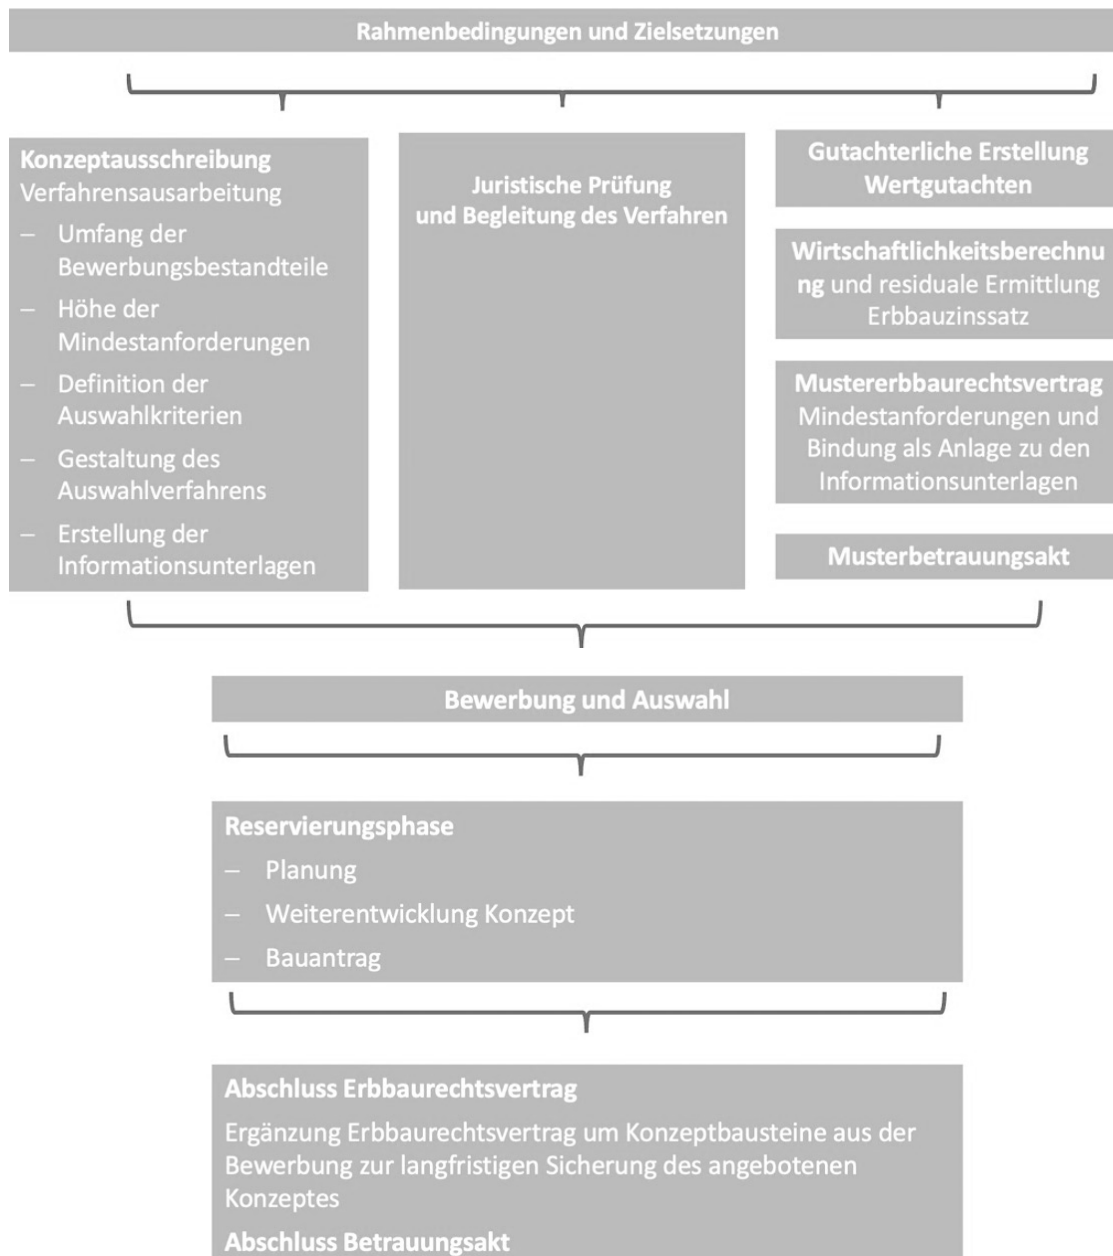 Rahmenbedingungen und Zielsetzungen
Konzeptausschreibung
Verfahrensausarbeitung
– Umfang der
Bewerbungsbestandteile
– Höhe der
Mindestanforderungen
– Definition der
Auswahlkriterien
– Gestaltung des
Auswahlverfahrens
– Erstellung der
Informationsunterlagen
Juristische Prüfung
und Begleitung des Verfahren
Gutachterliche Erstellung
Wertgutachten
Wirtschaftlichkeitsberechnu
ng und residuale Ermittlung
Erbbauzinssatz
Mustererbbaurechtsvertrag
Mindestanforderungen und
Bindung als Anlage zu den
Informationsunterlagen
Musterbetrauungsakt
Bewerbung und Auswahl
Reservierungsphase
– Planung
– Weiterentwicklung Konzept
– Bauantrag
Abschluss Erbbaurechtsvertrag
Ergänzung Erbbaurechtsvertrag um Konzeptbausteine aus der
Bewerbung zur langfristigen Sicherung des angebotenen
Konzeptes
Abschluss Betrauungsakt